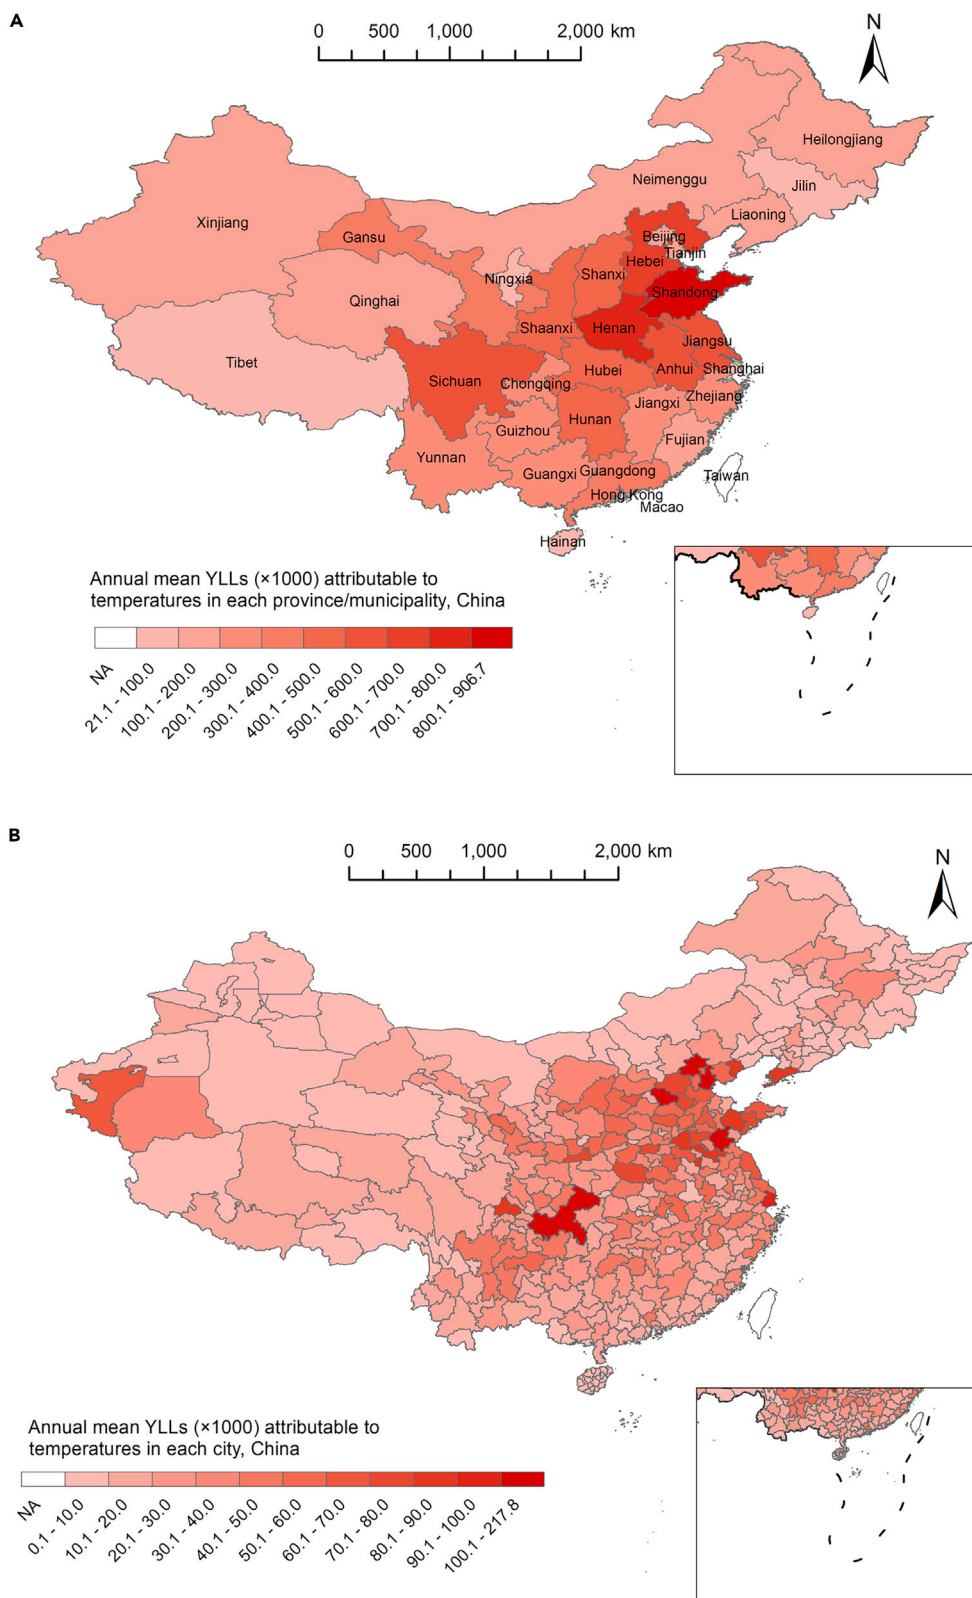 A
0 500 1,000 2,000 km
N
Heilongjiang
Neimenggu
Jilin
Xinjiang
Liaoning
Gansu
Beijing
Tianjin
Hebei
Ningxia
Shanxi
Qinghai
Shandong
Shaanxi
Henan
Jiangsu
Tibet
Hubei
Anhui
Shanghai
Sichuan
Chongqing
Zhejiang
Jiangxi
Hunan
Guizhou
Fujian
Yunnan
Guangxi
Guangdong
Taiwan
Hong Kong
Macao
Hainan
Annual mean YLLs (×1000) attributable to
temperatures in each province/municipality, China
NA
21.1 - 100.0
100.1 - 200.0
200.1 - 300.0
300.1 - 400.0
400.1 - 500.0
500.1 - 600.0
600.1 - 700.0
700.1 - 800.0
800.1 - 906.7
B
0 500 1,000 2,000 km
N
Annual mean YLLs (×1000) attributable to
temperatures in each city, China
NA
0.1 - 10.0
10.1 - 20.0
20.1 - 30.0
30.1 - 40.0
40.1 - 50.0
50.1 - 60.0
60.1 - 70.0
70.1 - 80.0
80.1 - 90.0
90.1 - 100.0
100.1 - 217.8